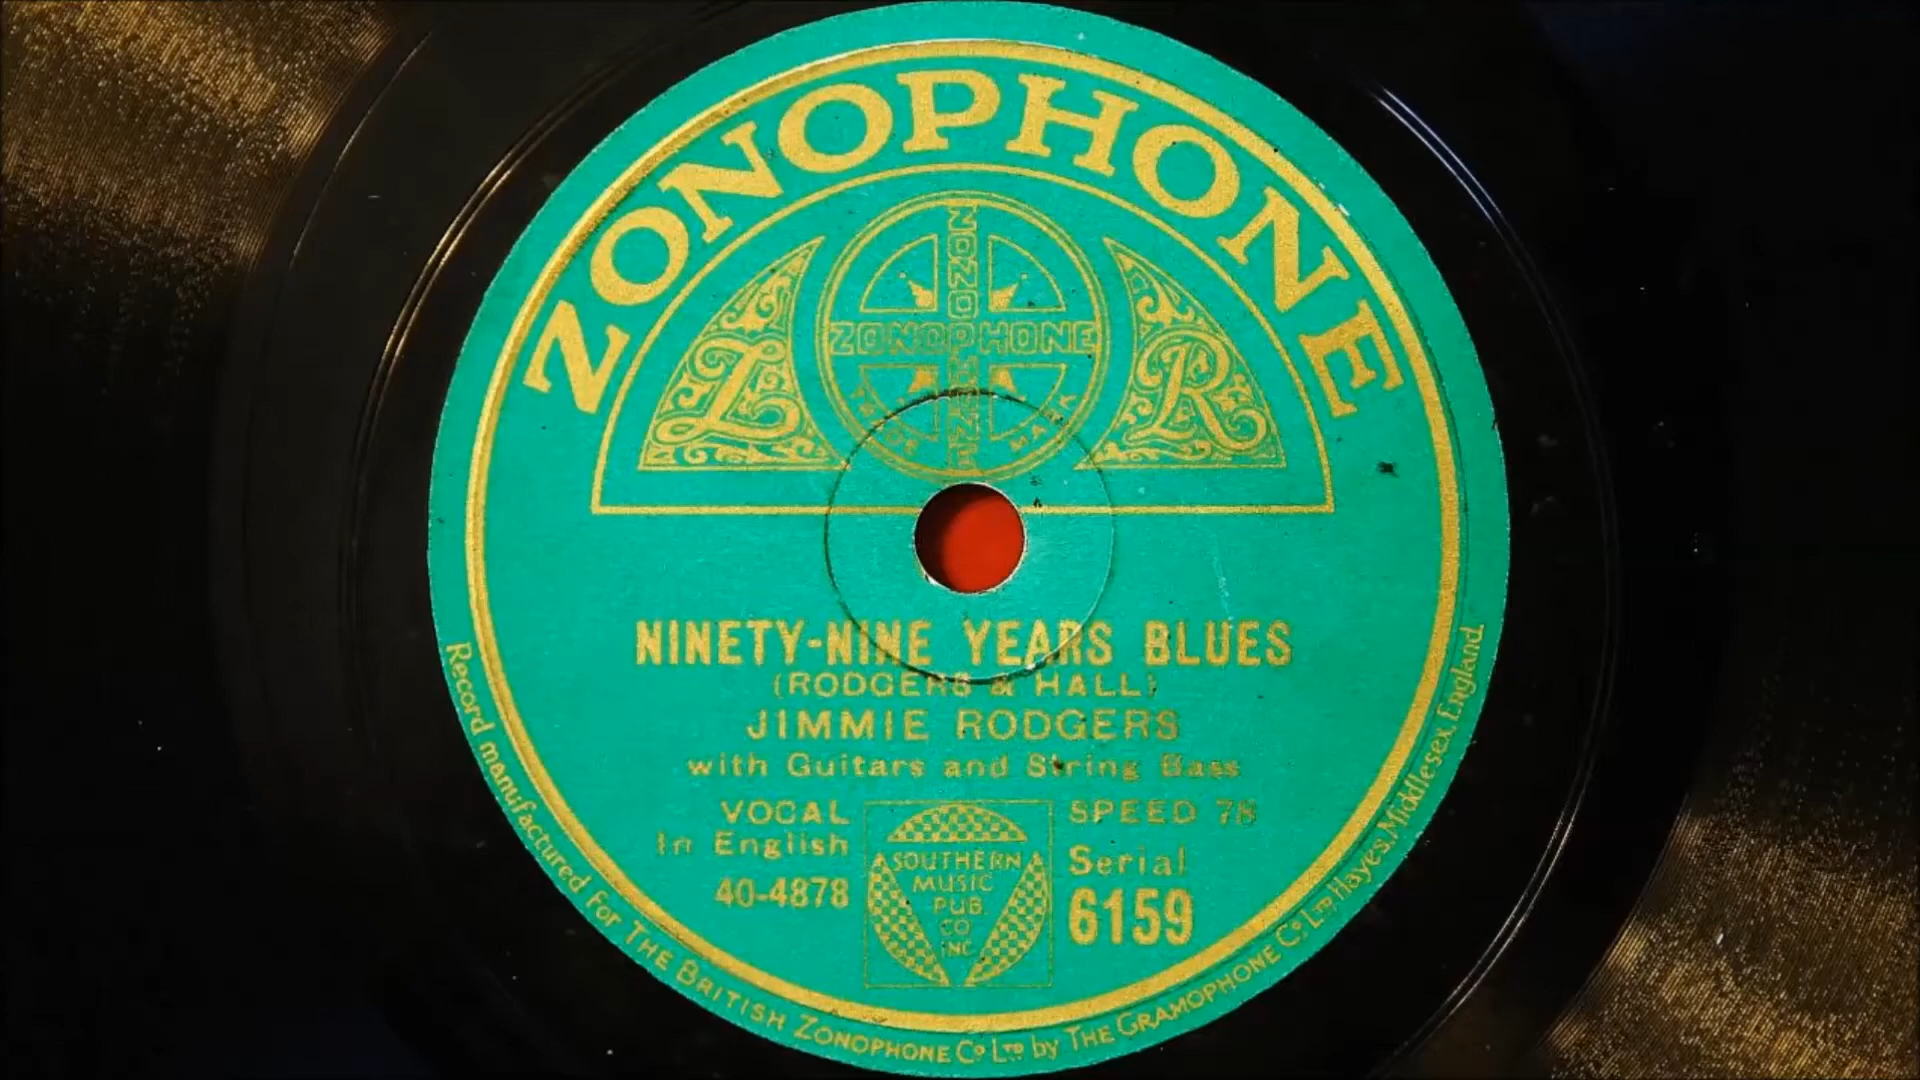 ZONOPHONE
ZONOPHONE
ZONOPHONE
TRADE MARK
Z R
NINETY-NINE YEARS BLUES
(RODGERS & HALL)
JIMMIE RODGERS
with Guitars and String Bass
VOCAL
In English
40-4878
SOUTHERN
MUSIC
PUB.
CO
INC.
SPEED 78
Serial
6159
Record manufactured for THE BRITISH ZONOPHONE Co LTD by THE GRAMOPHONE Co LTD, Hayes, Middlesex, England.